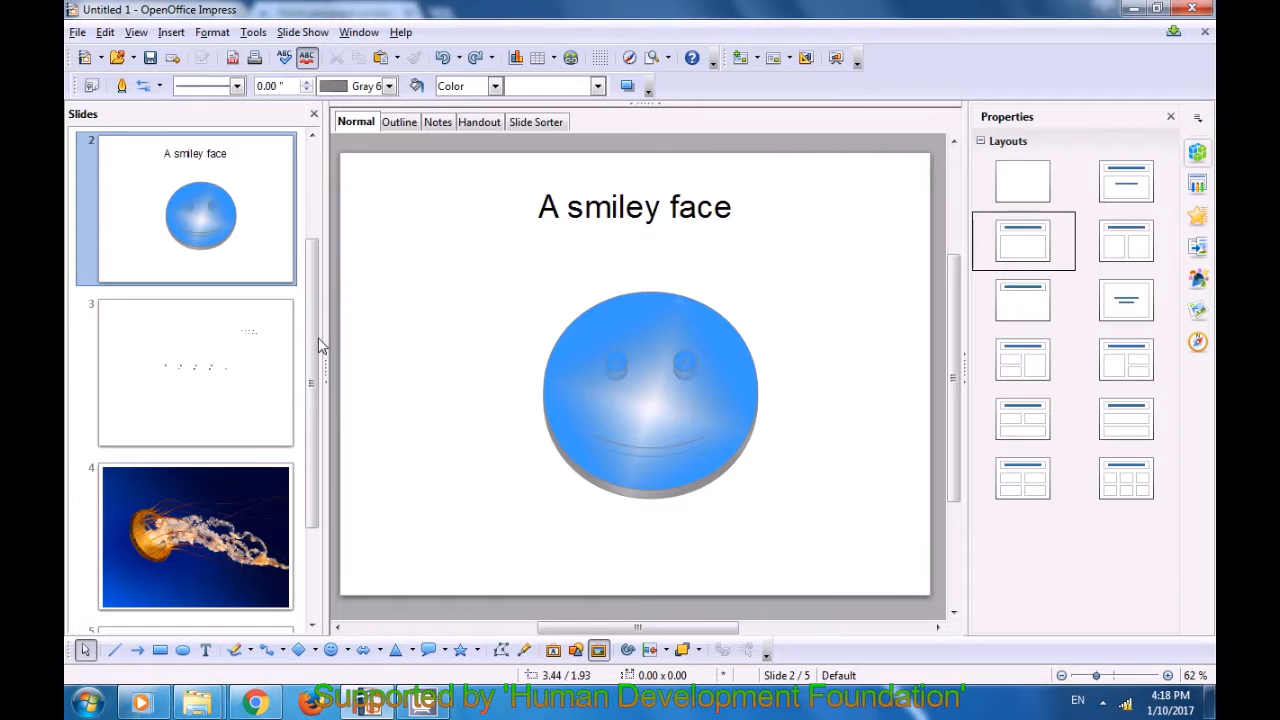 Untitled 1 - OpenOffice Impress
File Edit View Insert Format Tools Slide Show Window Help
0.00 " Gray 6 Color
Slides
Normal Outline Notes Handout Slide Sorter
Properties
Layouts
2
A smiley face
3
4
5
A smiley face
3.44 / 1.93 0.00 x 0.00 * Slide 2 / 5 Default 62 %
EN 4:18 PM
1/10/2017
Supported by 'Human Development Foundation'